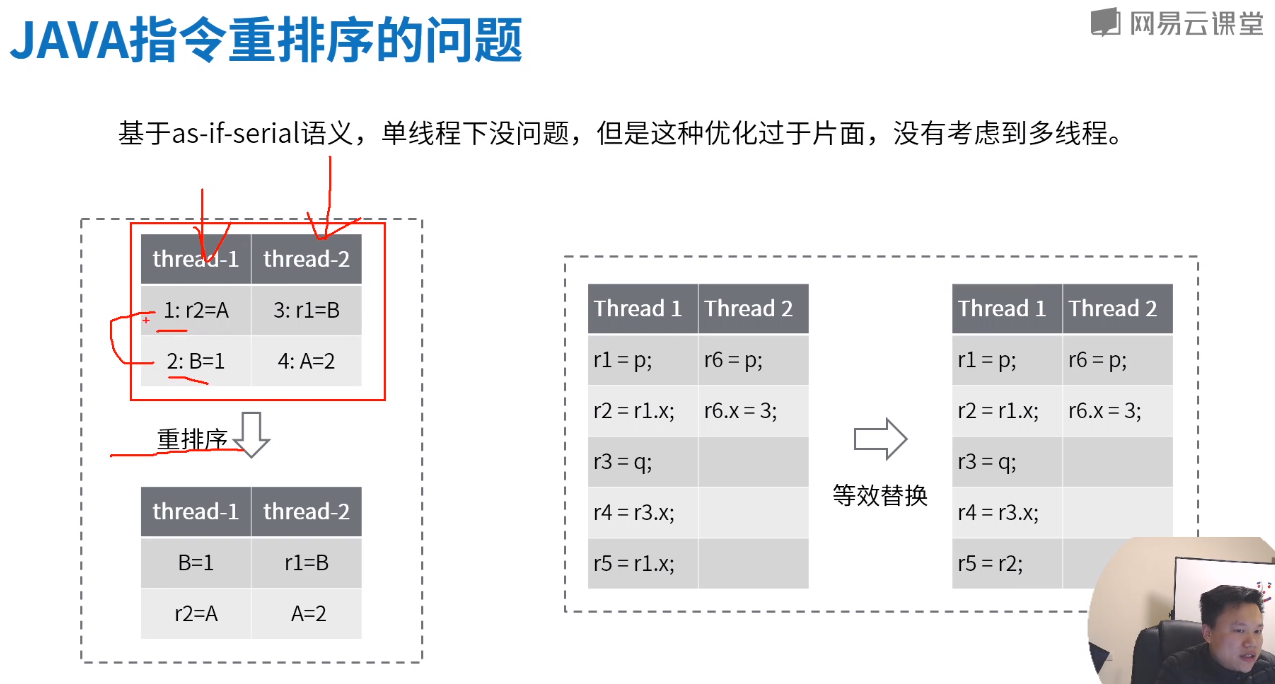 JAVA指令重排序的问题
网易云课堂
基于as-if-serial语义，单线程下没问题，但是这种优化过于片面，没有考虑到多线程。
thread-1 thread-2
1: r2=A 3: r1=B
2: B=1 4: A=2
重排序
thread-1 thread-2
B=1 r1=B
r2=A A=2
Thread 1 Thread 2
r1 = p; r6 = p;
r2 = r1.x; r6.x = 3;
r3 = q;
r4 = r3.x;
r5 = r1.x;
等效替换
Thread 1 Thread 2
r1 = p; r6 = p;
r2 = r1.x; r6.x = 3;
r3 = q;
r4 = r3.x;
r5 = r2;